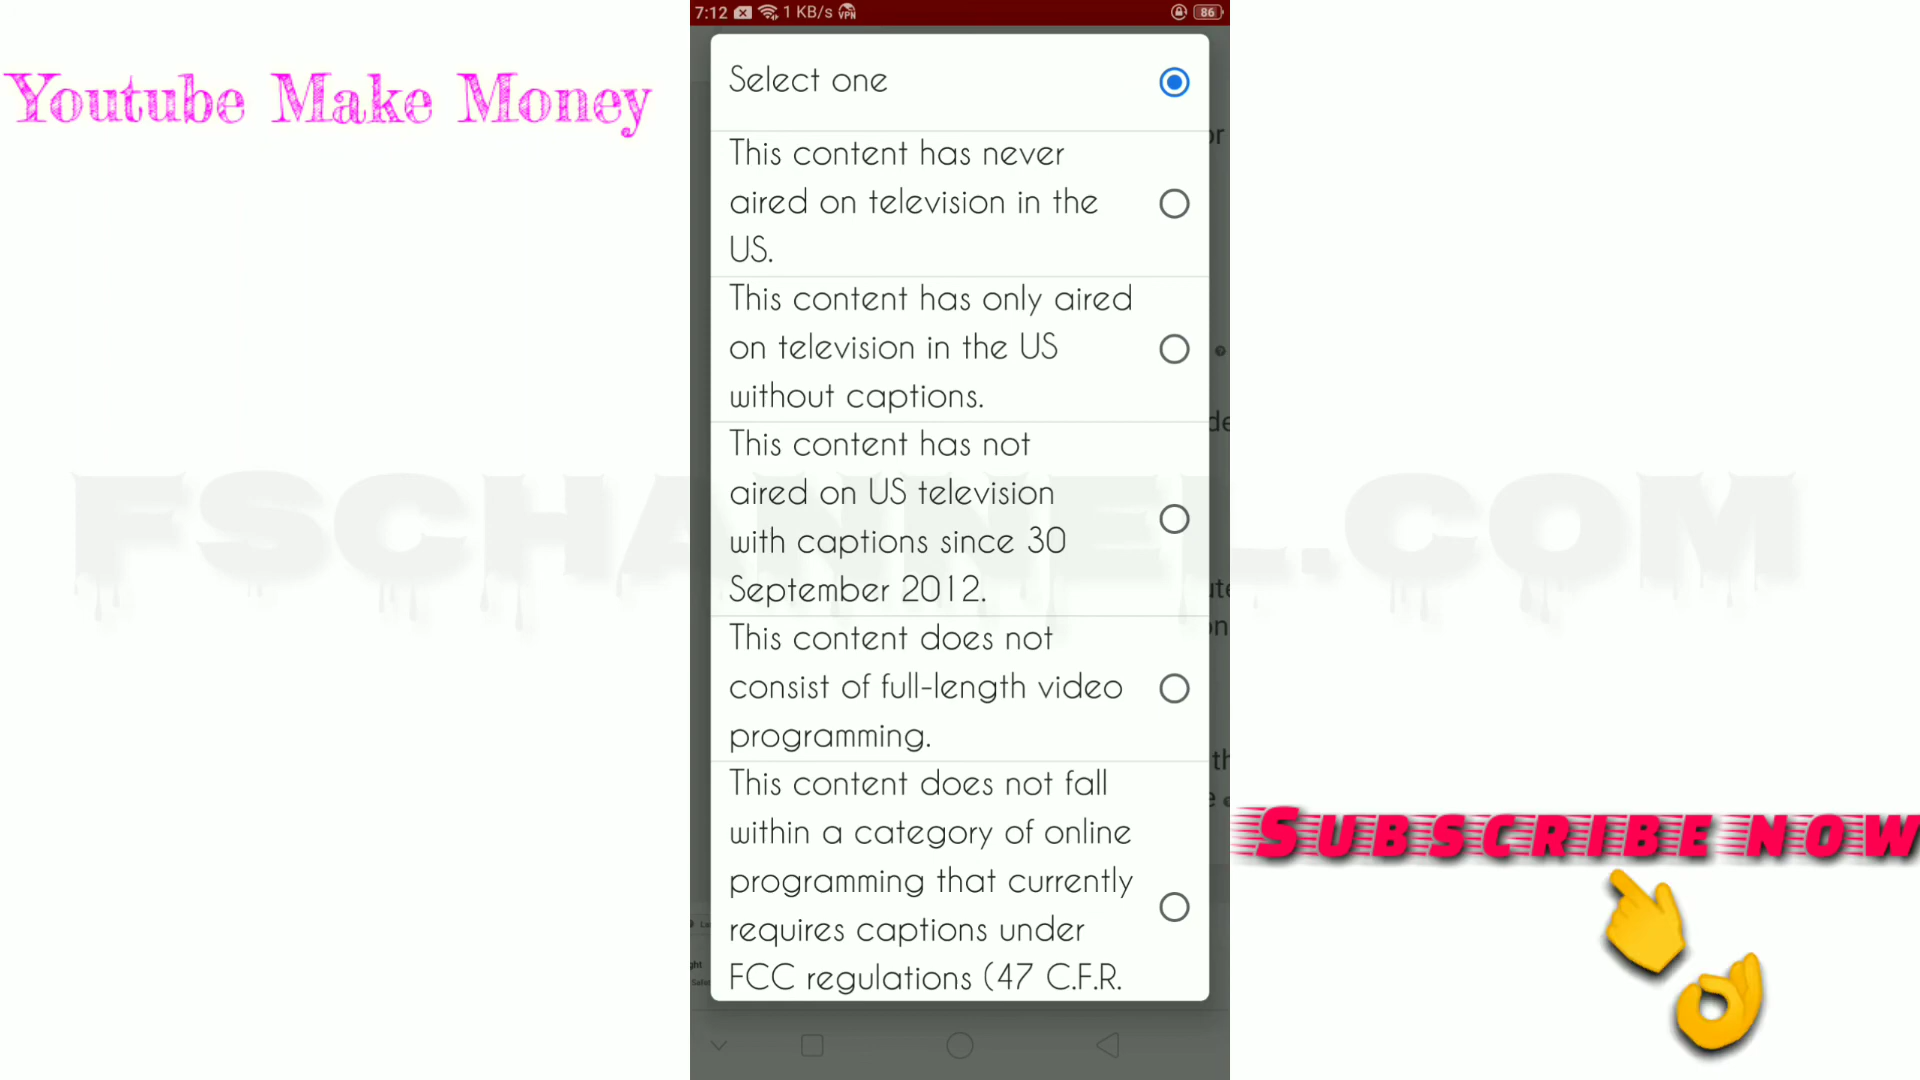 7:12 1 KB/s VPN 86
Youtube Make Money
Select one
This content has never
aired on television in the
US.
This content has only aired
on television in the US
without captions.
This content has not
aired on US television
with captions since 30
September 2012.
This content does not
consist of full-length video
programming.
This content does not fall
within a category of online
programming that currently
requires captions under
FCC regulations (47 C.F.R.
FSCHANNEL.COM
SUBSCRIBE NOW